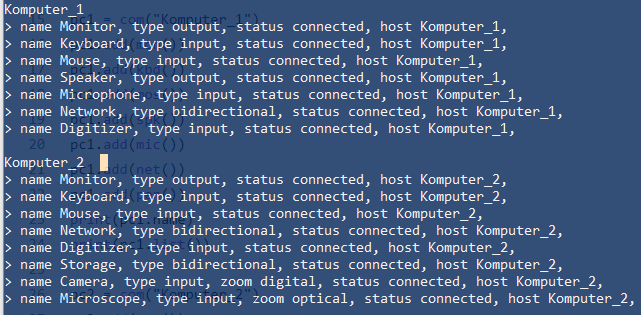 Komputer_1
> name Monitor, type output, status connected, host Komputer_1,
> name Keyboard, type input, status connected, host Komputer_1,
> name Mouse, type input, status connected, host Komputer_1,
> name Speaker, type output, status connected, host Komputer_1,
> name Microphone, type input, status connected, host Komputer_1,
> name Network, type bidirectional, status connected, host Komputer_1,
> name Digitizer, type input, status connected, host Komputer_1,
20 pc1.add(mic())
Komputer_2
> name Monitor, type output, status connected, host Komputer_2,
> name Keyboard, type input, status connected, host Komputer_2,
> name Mouse, type input, status connected, host Komputer_2,
> name Network, type bidirectional, status connected, host Komputer_2,
> name Digitizer, type input, status connected, host Komputer_2,
> name Storage, type bidirectional, status connected, host Komputer_2,
> name Camera, type input, zoom digital, status connected, host Komputer_2,
> name Microscope, type input, zoom optical, status connected, host Komputer_2,